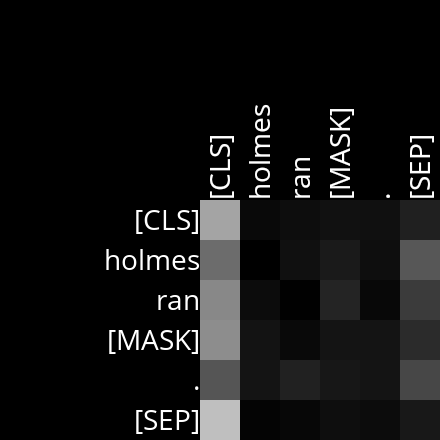 [CLS] holmes ran [MASK] . [SEP]
[CLS]
holmes
ran
[MASK]
.
[SEP]